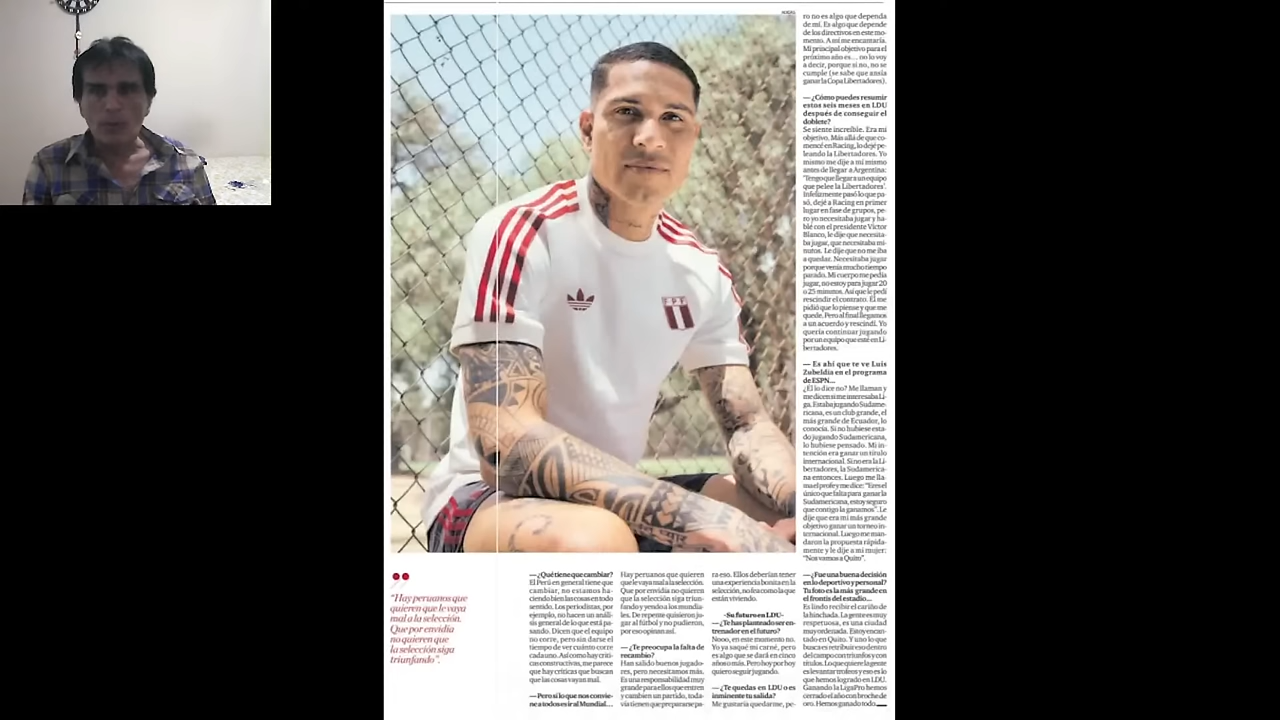 “Hay peruanos que
quieren que le vaya
mal a la selección.
Que por envidia
no quieren que
la selección siga
triunfando”.
— ¿Qué tiene que cambiar?
El Perú en general tiene que
cambiar, no estamos ha-
ciendo bien las cosas en todo
sentido. Los periodistas, por
ejemplo, no hacen un análi-
sis general de lo que está pa-
sando. Dicen que el equipo
no corre, pero sin darse el
tiempo de ver cuánto corre
cada uno. Así como hay críti-
cas constructivas, me parece
que hay críticas que buscan
que las cosas vayan mal.
— Pero si lo que nos convie-
ne a todos es ir al Mundial...
Hay peruanos que quieren
que le vaya mal a la selección.
Que por envidia no quieren
que la selección siga triun-
fando y yendo a los mundia-
les. De repente quisieron ju-
gar al fútbol y no pudieron,
por eso opinan así.
— ¿Te preocupa la falta de
recambio?
Han salido buenos jugado-
res, pero necesitamos más.
Es una responsabilidad muy
grande para ellos que entren
y cambien un partido, toda-
vía tienen que prepararse pa-
ra eso. Ellos deberían tener
una experiencia bonita en la
selección, no fea como la que
están viviendo.
-Su futuro en LDU-
— ¿Te has planteado ser en-
trenador en el futuro?
Nooo, en este momento no.
Yo ya saqué mi carné, pero
es algo que se dará en cinco
años o más. Pero hoy por hoy
quiero seguir jugando.
— ¿Te quedas en LDU o es
inminente tu salida?
Me gustaría quedarme, pe-
ro no es algo que dependa
de mí. Es algo que depende
de los directivos en este mo-
mento. A mí me encantaría.
Mi principal objetivo para el
próximo año es... no lo voy
a decir, porque si no, no se
cumple (se sabe que ansía
ganar la Copa Libertadores).
— ¿Cómo puedes resumir
estos seis meses en LDU
después de conseguir el
doblete?
Se siente increíble. Era mi
objetivo. Más allá de que co-
mencé en Racing, lo dejé pe-
leando la Libertadores. Yo
mismo me dije a mí mismo
antes de llegar a Argentina:
‘Tengo que llegar a un equipo
que pelee la Libertadores’.
Infelizmente pasó lo que pa-
só, dejé a Racing en primer
lugar en fase de grupos, pe-
ro yo necesitaba jugar y ha-
blé con el presidente Víctor
Blanco, le dije que necesita-
ba jugar, que necesitaba mi-
nutos. Le dije que no me iba
a quedar. Necesitaba jugar
porque venía mucho tiempo
parado. Mi cuerpo me pedía
jugar, no estoy para jugar 20
o 25 minutos. Así que le pedí
rescindir el contrato. Él me
pidió que lo piense y que me
quede. Pero al final llegamos
a un acuerdo y rescindí. Yo
quería continuar jugando
por un equipo que esté en Li-
bertadores.
— Es ahí que te ve Luis
Zubeldía en el programa
de ESPN...
¿Él lo dice no? Me llaman y
me dicen si me interesaba Li-
ga. Estaba jugando Sudame-
ricana, es un club grande, el
más grande de Ecuador, lo
conocía. Si no hubiese esta-
do jugando Sudamericana,
lo hubiese pensado. Mi in-
tención era ganar un título
internacional. Si no era la Li-
bertadores, la Sudamerica-
na entonces. Luego me lla-
ma el profe y me dice: “Eres el
único que falta para ganar la
Sudamericana, estoy seguro
que contigo la ganamos”. Le
dije que era mi más grande
objetivo ganar un torneo in-
ternacional. Luego me man-
daron la propuesta rápida-
mente y le dije a mi mujer:
“Nos vamos a Quito”.
— ¿Fue una buena decisión
en lo deportivo y personal?
Tu foto es la más grande en
el frontis del estadio...
Es lindo recibir el cariño de
la hinchada. La gente es muy
respetuosa, es una ciudad
muy ordenada. Estoy encan-
tado en Quito. Y uno lo que
busca es retribuir eso dentro
del campo con triunfos y con
títulos. Lo que quiere la gente
es levantar trofeos y eso es lo
que hemos logrado en LDU.
Ganando la LigaPro hemos
cerrado el año con broche de
oro. Hemos ganado todo.